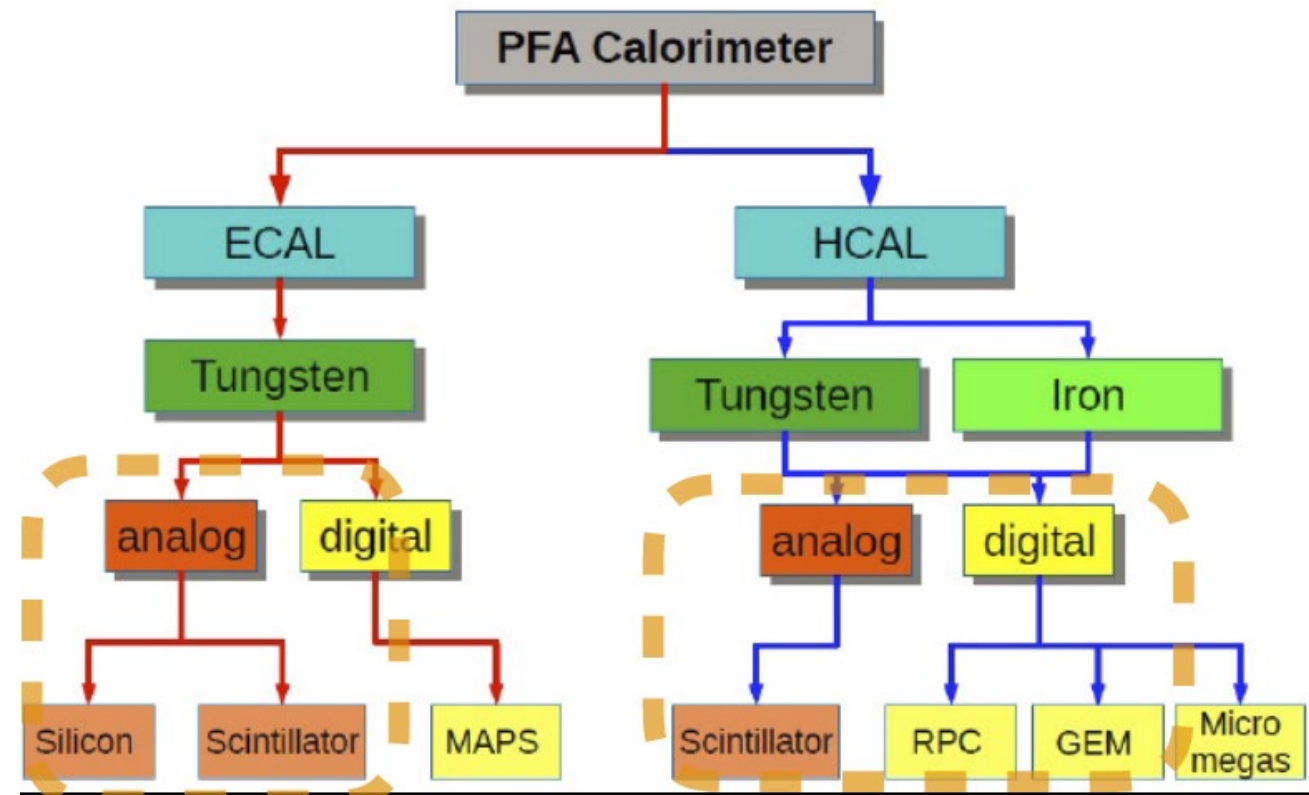 PFA Calorimeter
ECAL
HCAL
Tungsten
Tungsten
Iron
analog
digital
analog
digital
Silicon
Scintillator
MAPS
Scintillator
RPC
GEM
Micro
megas